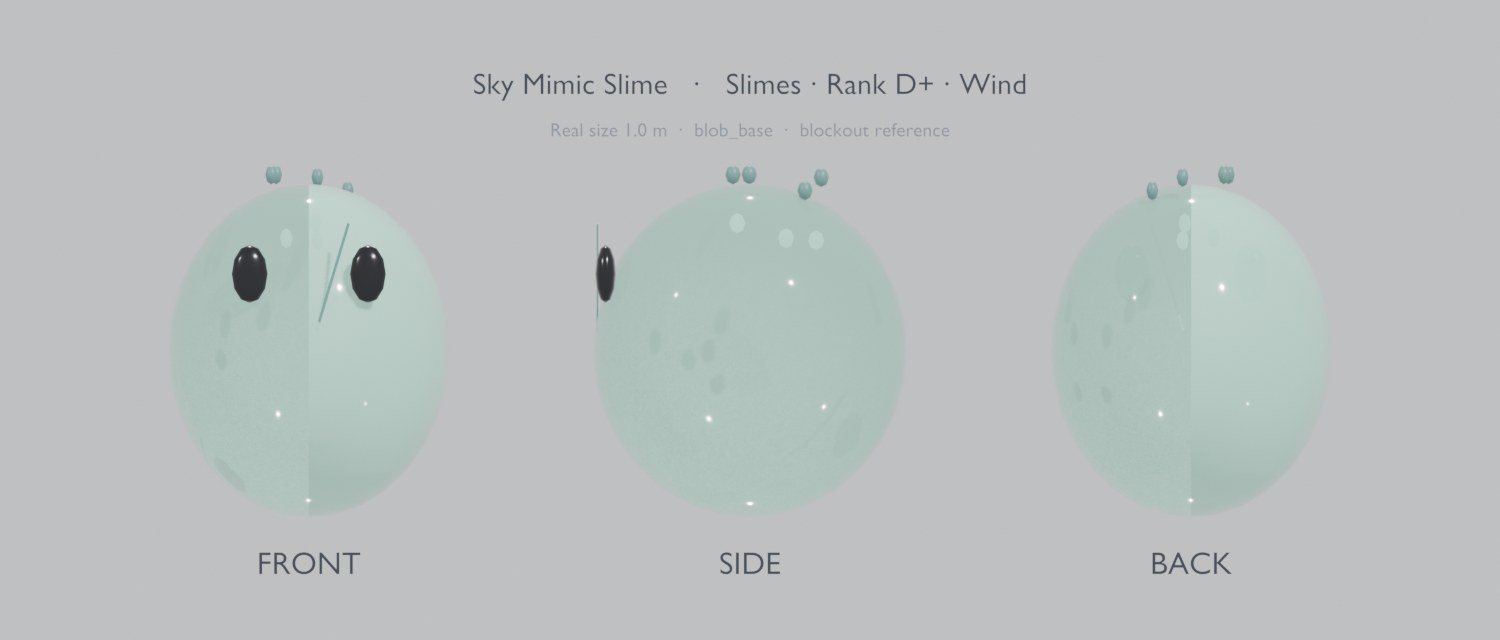 Sky Mimic Slime · Slimes · Rank D+ · Wind
Real size 1.0 m · blob_base · blockout reference
FRONT SIDE BACK